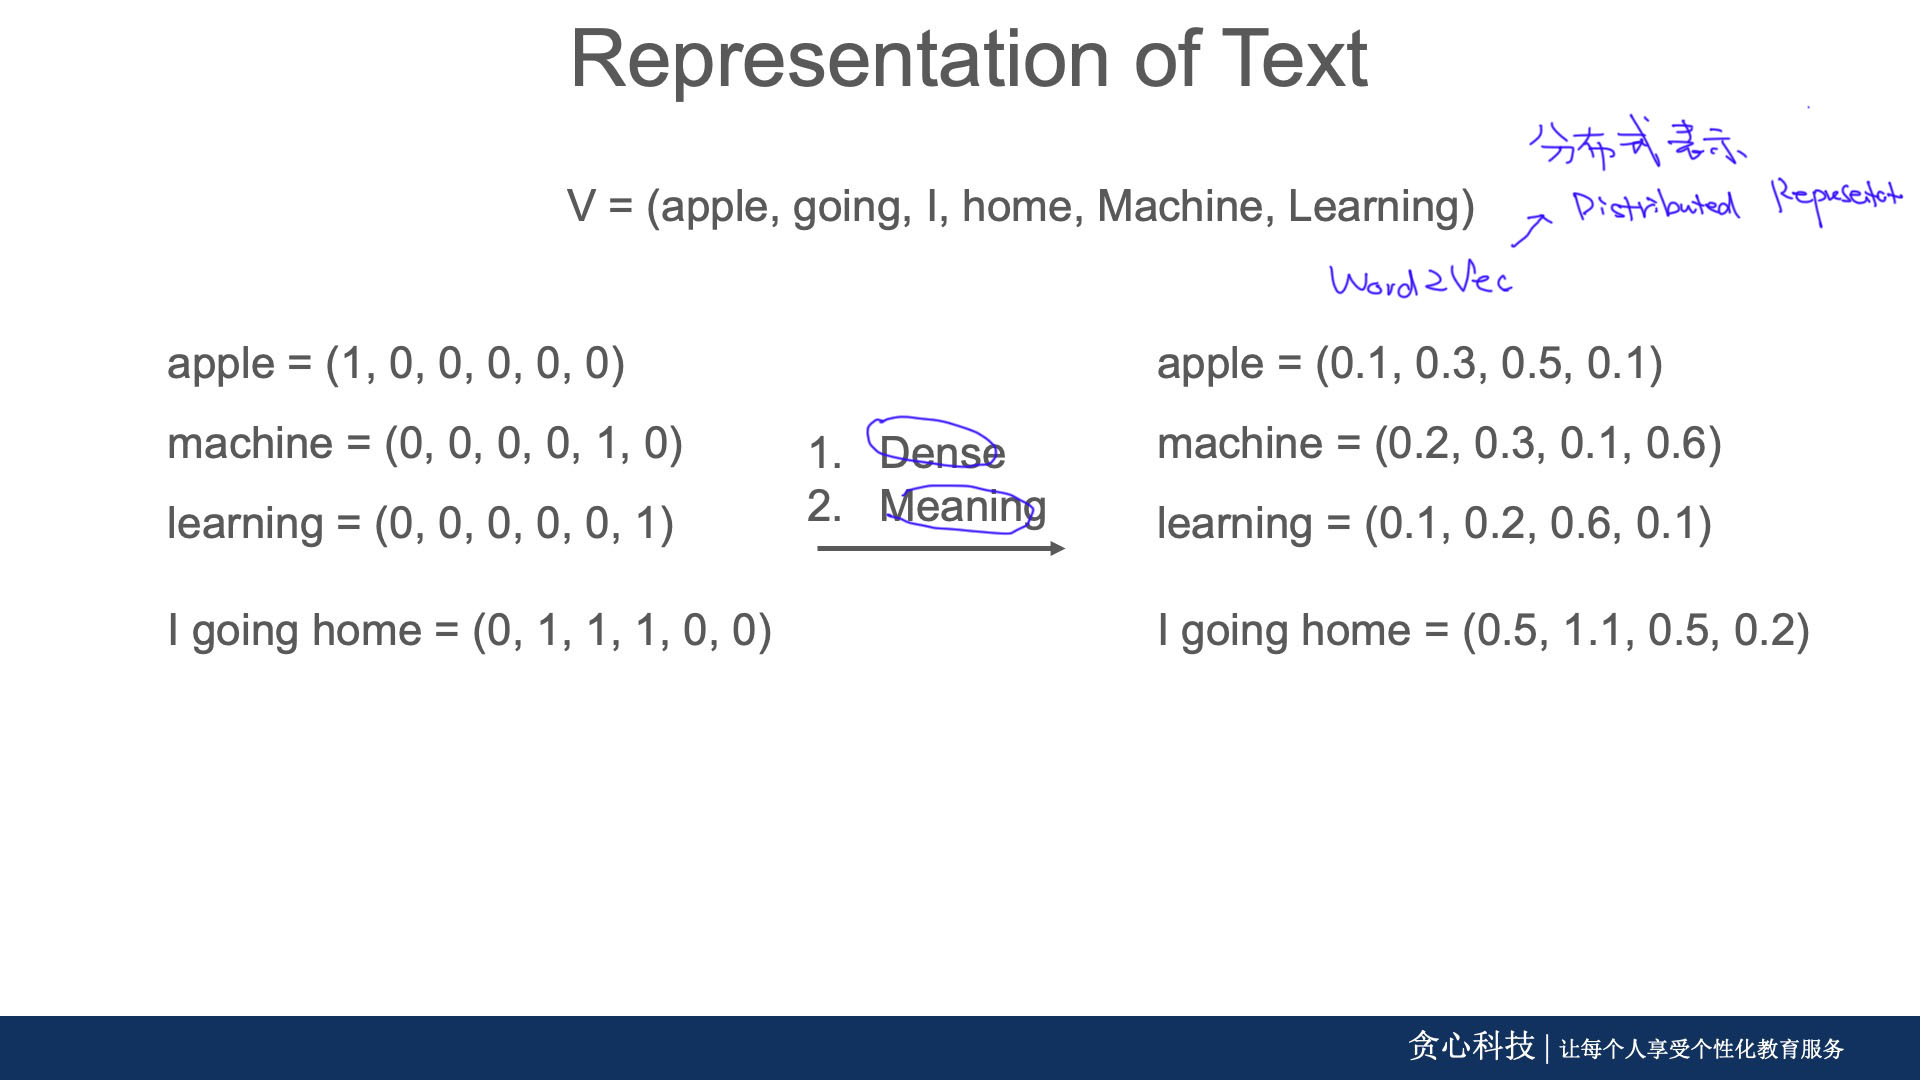 Representation of Text
分布式表示
V = (apple, going, I, home, Machine, Learning)
Distributed Representat
Word2Vec
apple = (1, 0, 0, 0, 0, 0)
machine = (0, 0, 0, 0, 1, 0)
learning = (0, 0, 0, 0, 0, 1)
I going home = (0, 1, 1, 1, 0, 0)
1. Dense
2. Meaning
apple = (0.1, 0.3, 0.5, 0.1)
machine = (0.2, 0.3, 0.1, 0.6)
learning = (0.1, 0.2, 0.6, 0.1)
I going home = (0.5, 1.1, 0.5, 0.2)
贪心科技 | 让每个人享受个性化教育服务